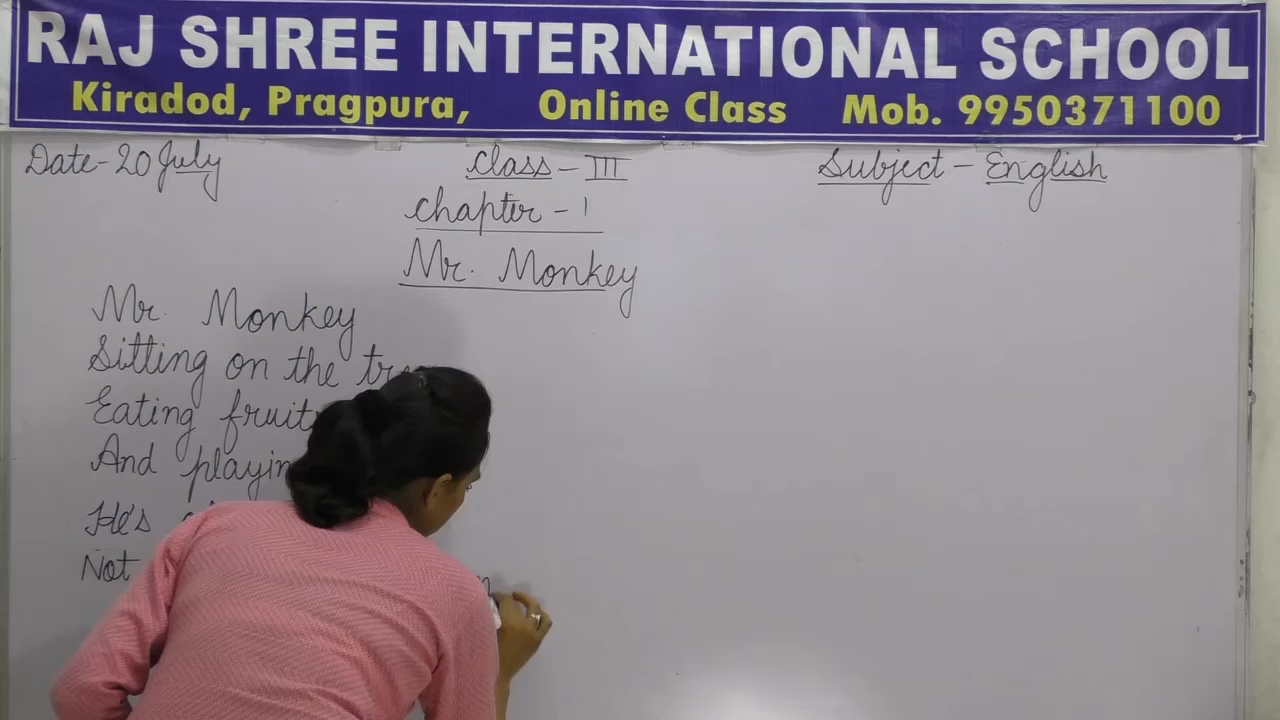 RAJ SHREE INTERNATIONAL SCHOOL
Kiradod, Pragpura, Online Class Mob. 9950371100
Date-20 July Class-III Subject-English
Chapter-1
Mr. Monkey
Mr. Monkey
Sitting on the
Eating
And
He's
Not